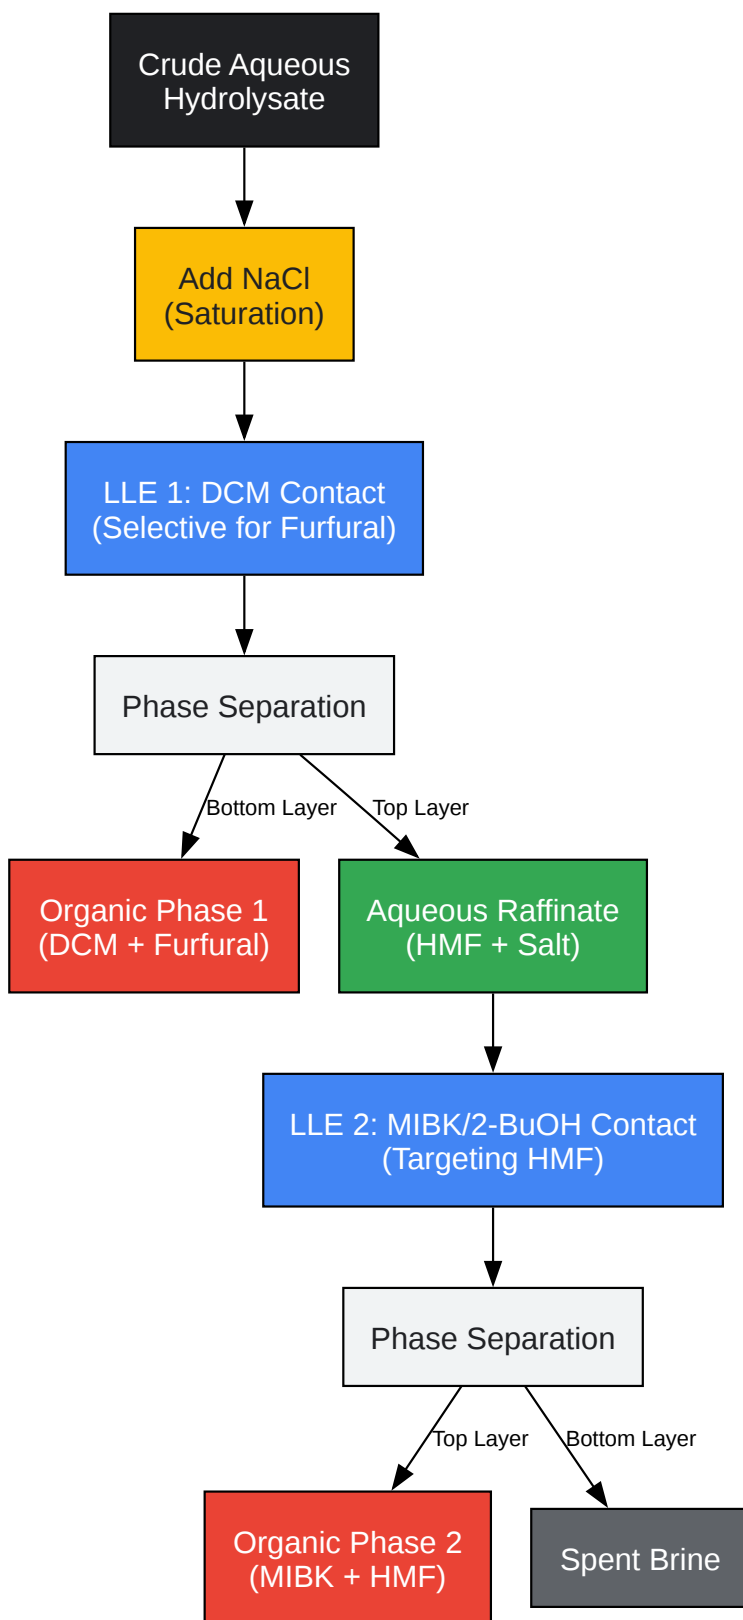 Crude Aqueous
Hydrolysate
Add NaCl
(Saturation)
LLE 1: DCM Contact
(Selective for Furfural)
Phase Separation
Bottom Layer
Top Layer
Organic Phase 1
(DCM + Furfural)
Aqueous Raffinate
(HMF + Salt)
LLE 2: MIBK/2-BuOH Contact
(Targeting HMF)
Phase Separation
Top Layer
Bottom Layer
Organic Phase 2
(MIBK + HMF)
Spent Brine